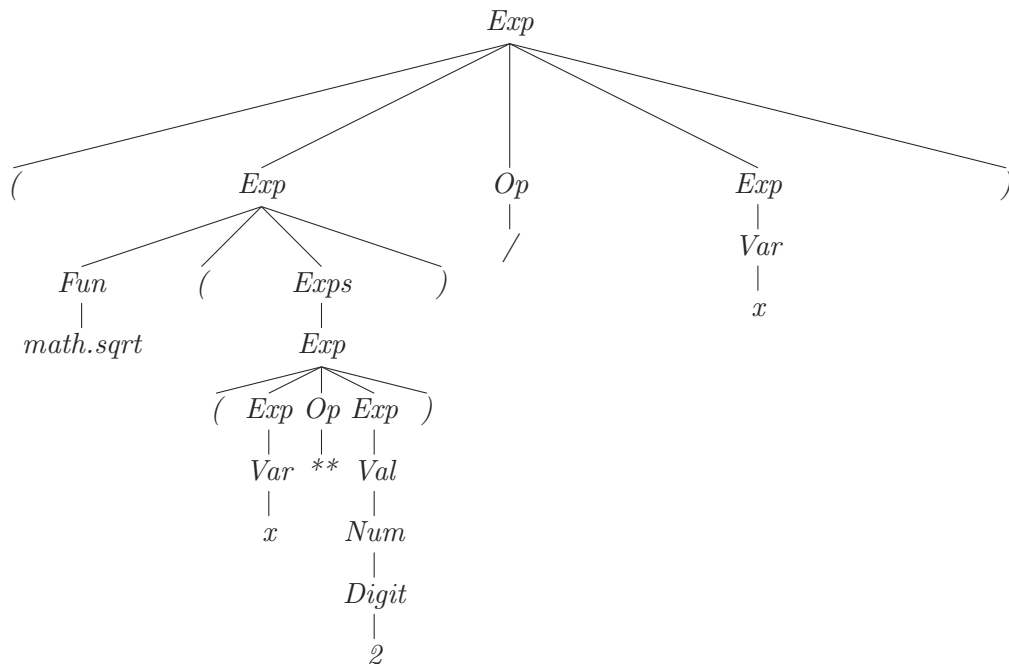 Exp
( Exp Op Exp )
Fun ( Exps ) / Var
math.sqrt Exp x
( Exp Op Exp )
Var ** Val
x Num
Digit
2